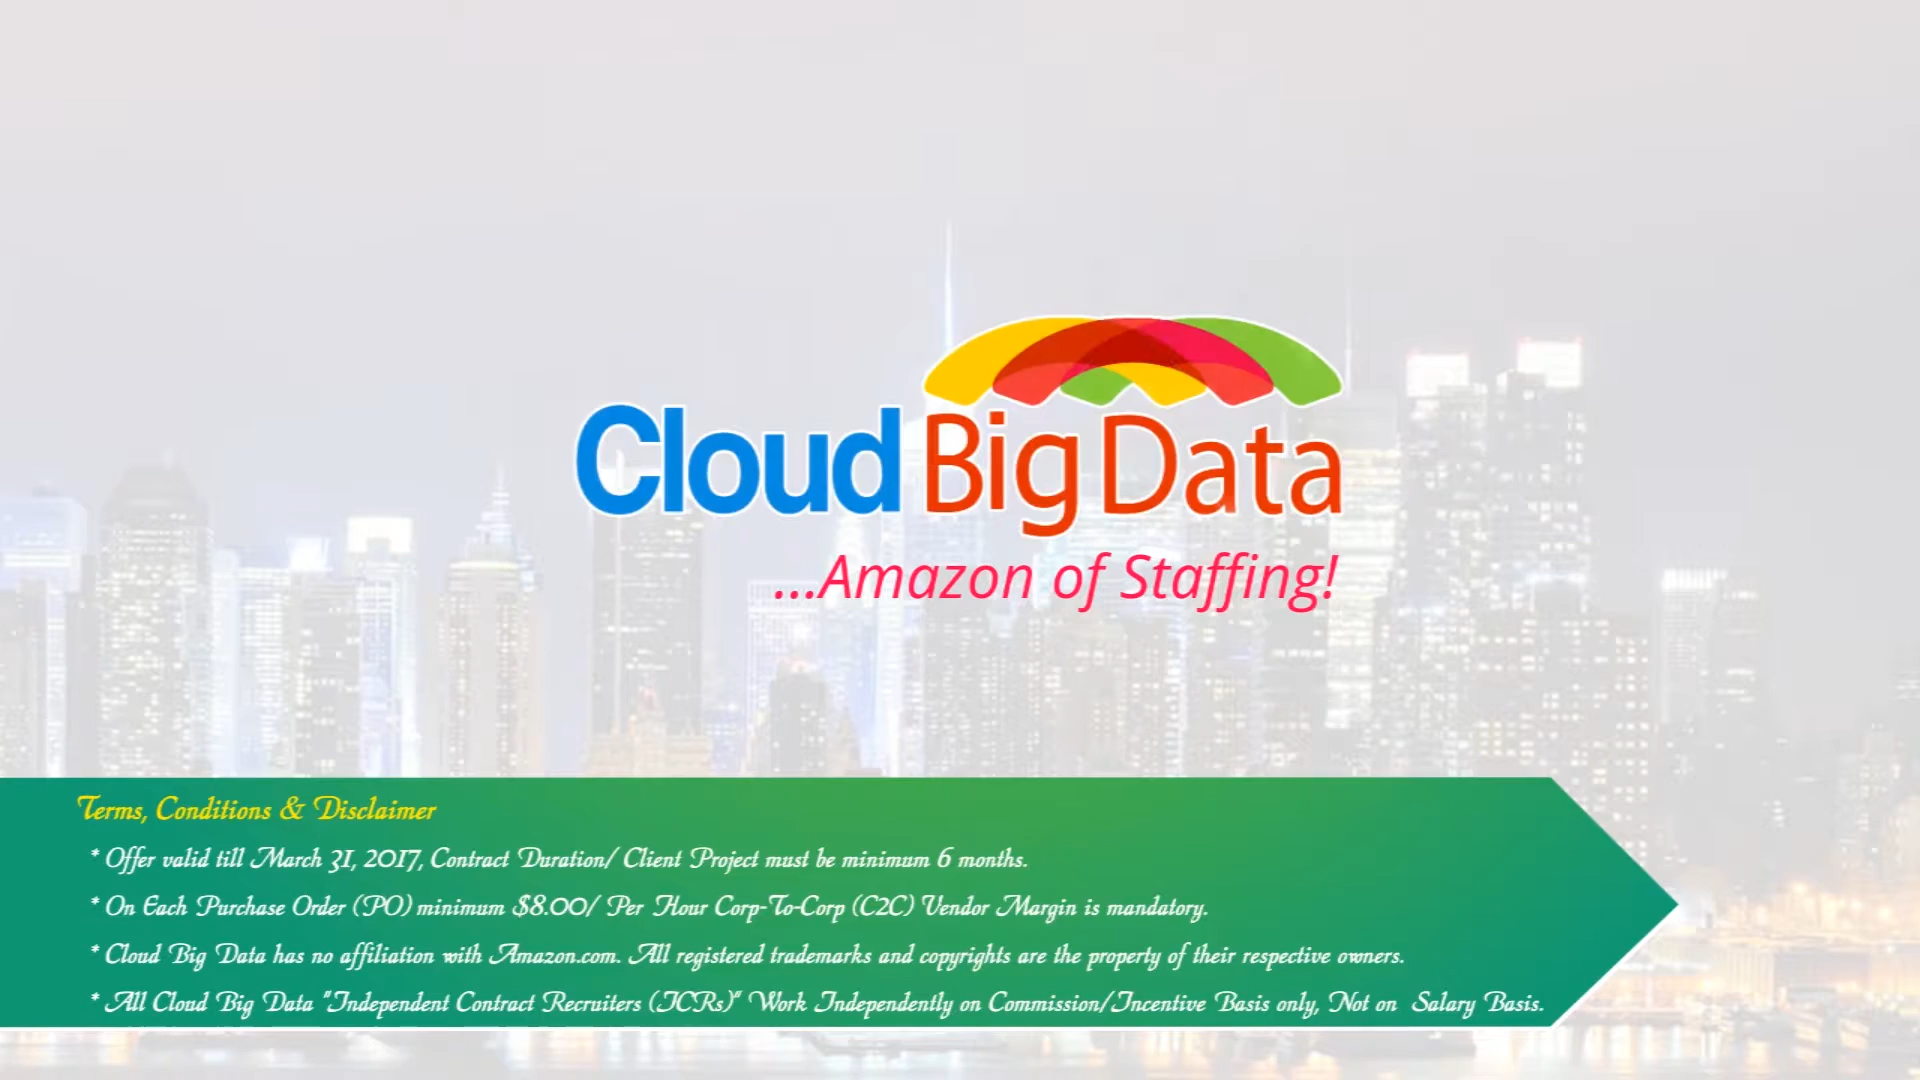 Cloud Big Data
...Amazon of Staffing!
Terms, Conditions & Disclaimer
* Offer valid till March 31, 2017, Contract Duration/ Client Project must be minimum 6 months.
* On Each Purchase Order (PO) minimum $8.00/ Per Hour Corp-To-Corp (C2C) Vendor Margin is mandatory.
* Cloud Big Data has no affiliation with Amazon.com. All registered trademarks and copyrights are the property of their respective owners.
* All Cloud Big Data "Independent Contract Recruiters (ICRs)" Work Independently on Commission/Incentive Basis only, Not on Salary Basis.